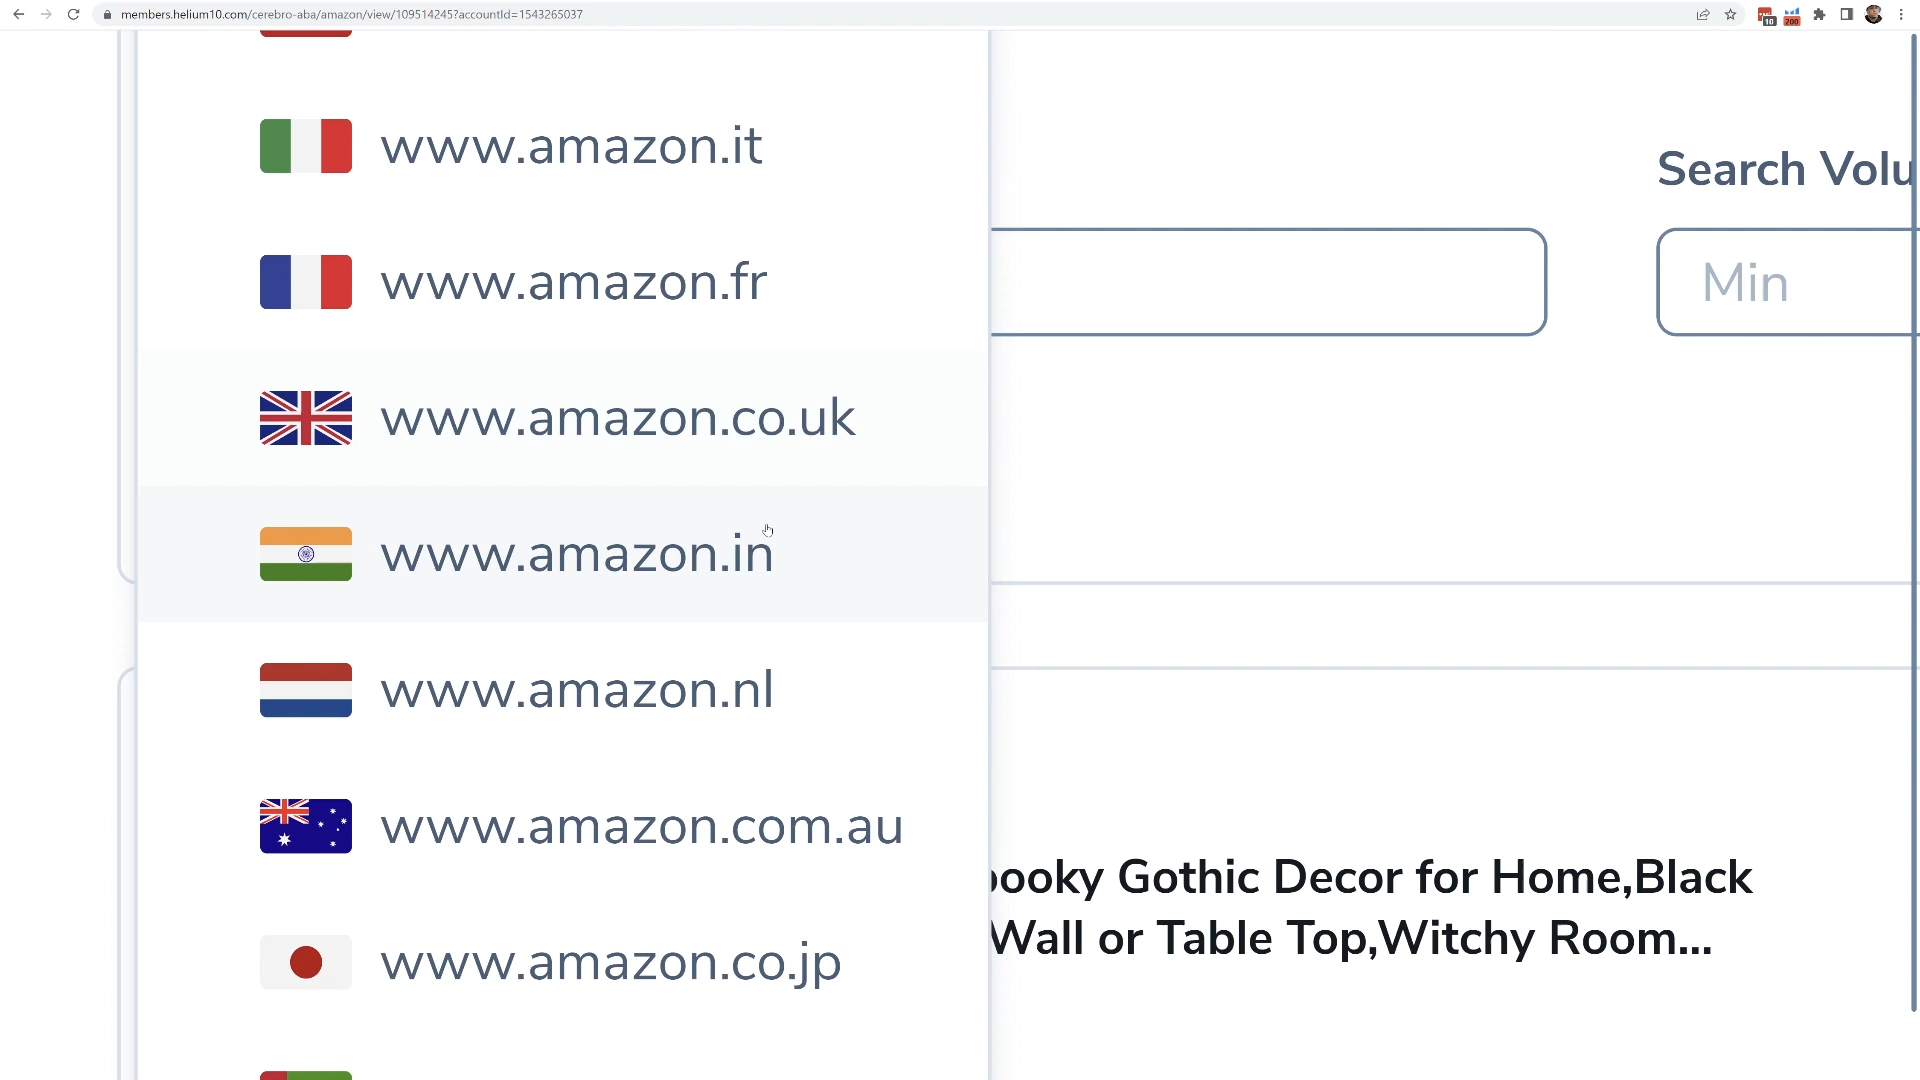 members.helium10.com/cerebro-aba/amazon/view/109514245?accountId=1543265037
10
200
www.amazon.it
www.amazon.fr
www.amazon.co.uk
www.amazon.in
www.amazon.nl
www.amazon.com.au
www.amazon.co.jp
Search Volu
Min
ooky Gothic Decor for Home,Black
Wall or Table Top,Witchy Room...